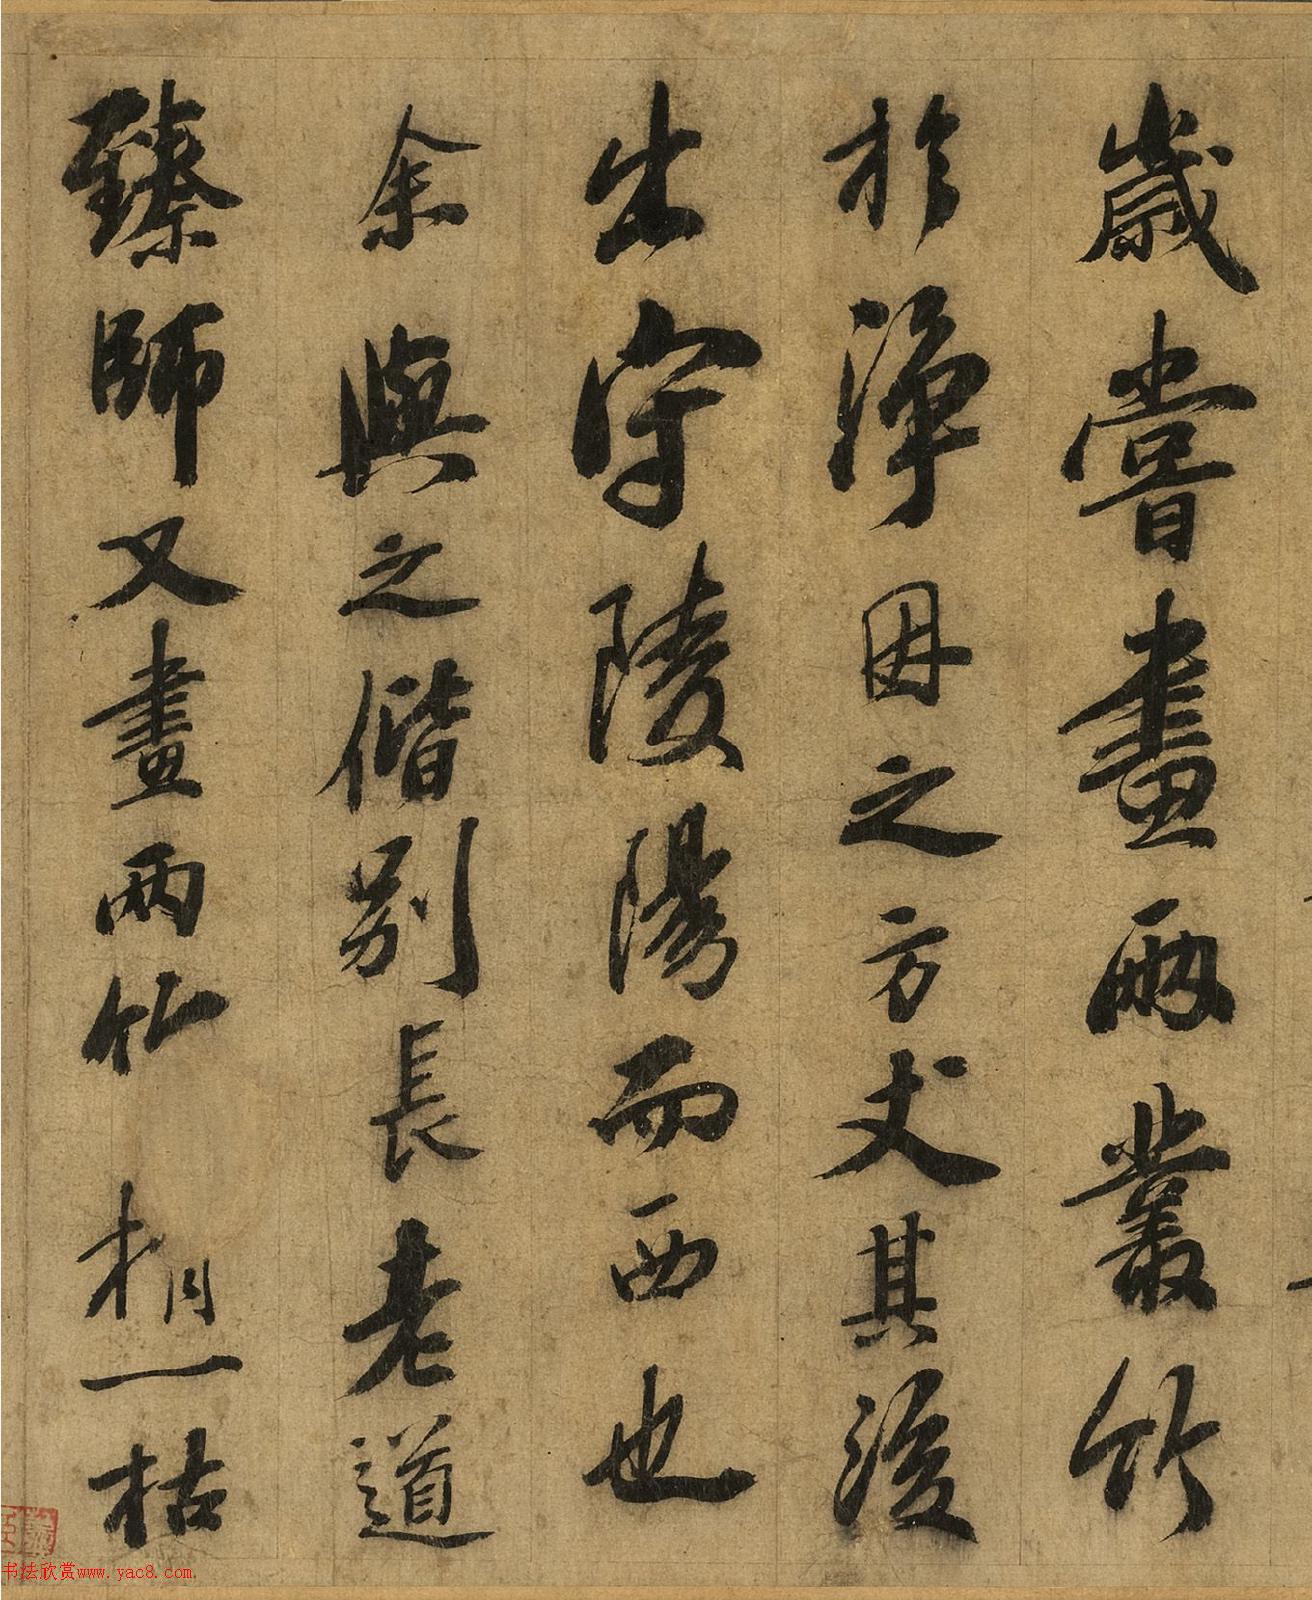 歲嘗畫兩叢竹
於淨因之方丈其後
出守陵陽而西也
余與之偕別長老道
臻師又畫兩竹梢一枯
书法欣赏www.yac8.com